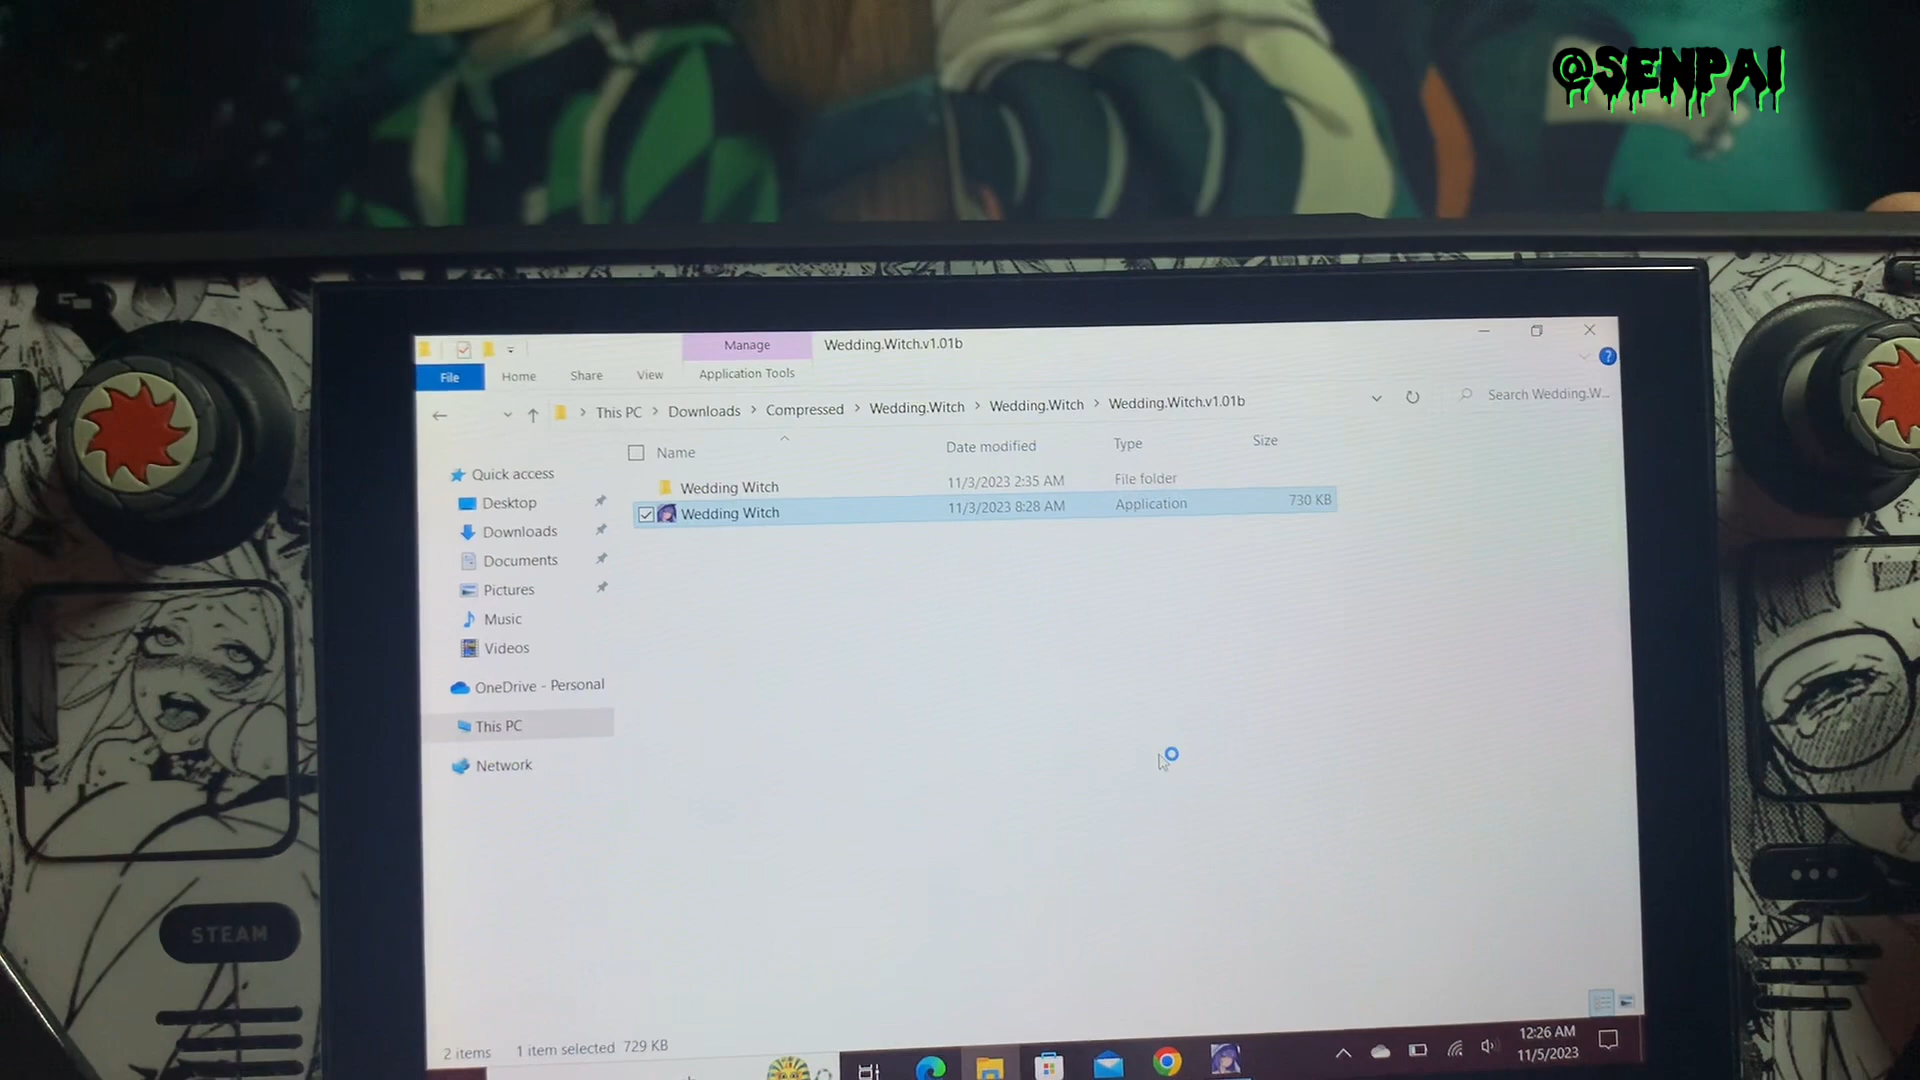 @SENPAI
Manage
Wedding.Witch.v1.01b
File
Home
Share
View
Application Tools
This PC
Downloads
Compressed
Wedding.Witch
Wedding.Witch
Wedding.Witch.v1.01b
Search Wedding.W...
Name
Date modified
Type
Size
Quick access
Desktop
Downloads
Documents
Pictures
Music
Videos
OneDrive - Personal
This PC
Network
Wedding Witch 11/3/2023 2:35 AM File folder
Wedding Witch 11/3/2023 8:28 AM Application 730 KB
STEAM
2 items 1 item selected 729 KB
12:26 AM
11/5/2023